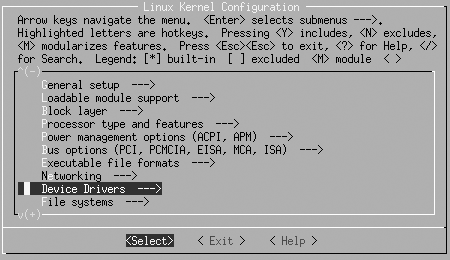 Linux Kernel Configuration
Arrow keys navigate the menu. <Enter> selects submenus --->.
Highlighted letters are hotkeys. Pressing <Y> includes, <N> excludes,
<M> modularizes features. Press <Esc><Esc> to exit, <?> for Help, </>
for Search. Legend: [*] built-in [ ] excluded <M> module < >
^(-)
General setup --->
Loadable module support --->
Block layer --->
Processor type and features --->
Power management options (ACPI, APM) --->
Bus options (PCI, PCMCIA, EISA, MCA, ISA) --->
Executable file formats --->
Networking --->
Device Drivers --->
File systems --->
v(+)
<Select> < Exit > < Help >